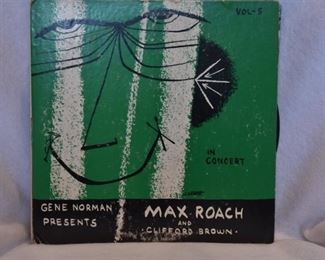 VOL-5
IN
CONCERT
GENE NORMAN
PRESENTS
MAX ROACH
AND
CLIFFORD BROWN